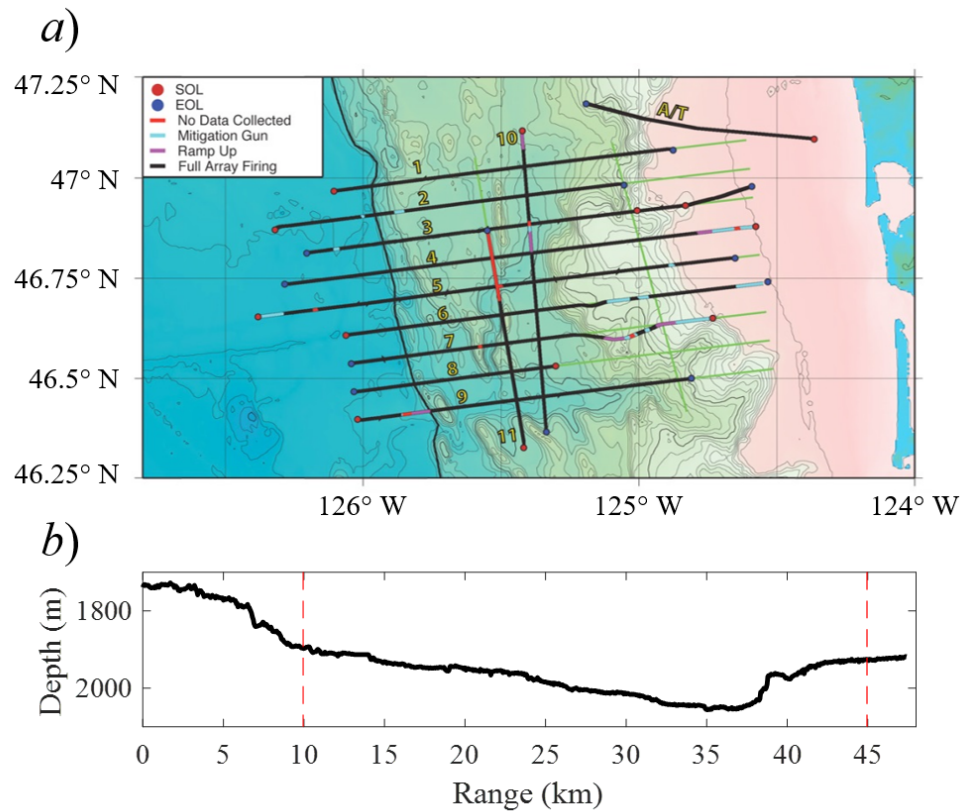 a)
47.25° N
47° N
46.75° N
46.5° N
46.25° N
SOL
EOL
No Data Collected
Mitigation Gun
Ramp Up
Full Array Firing
A/T
10
1
2
3
4
5
6
7
8
9
11
126° W
125° W
124° W
b)
Depth (m)
1800
2000
0
5
10
15
20
25
30
35
40
45
Range (km)